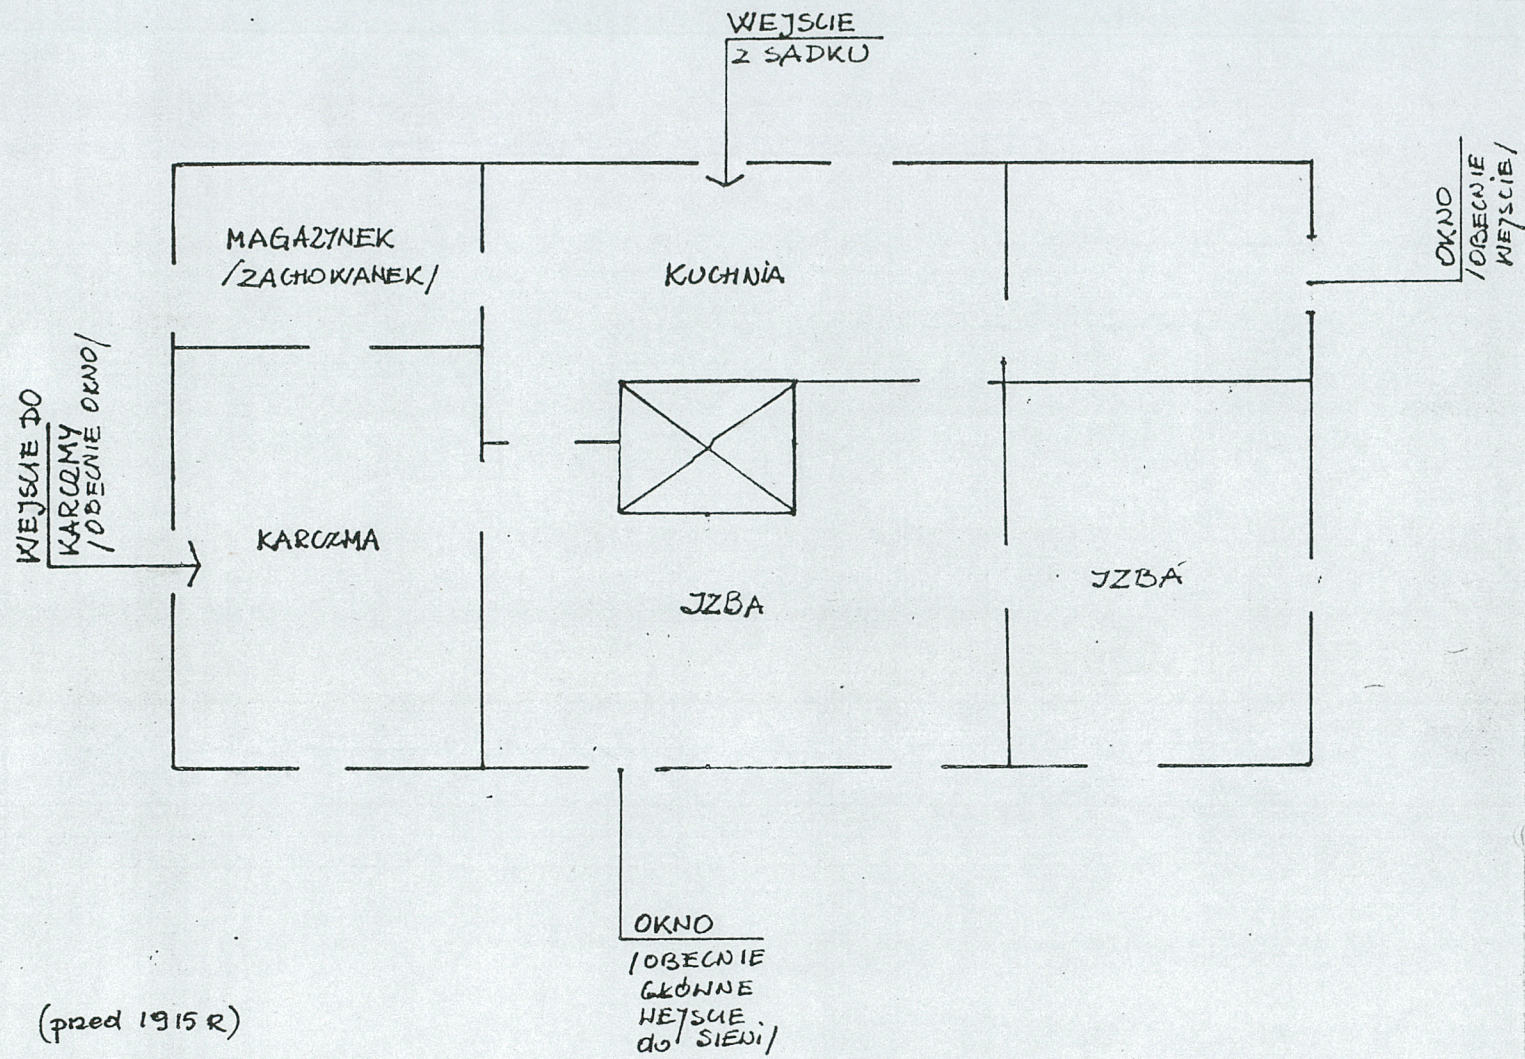 WEJŚCIE
Z SADKU
MAGAZYNEK
/ZACHOWANEK/
KUCHNIA
OKNO
/OBECNIE
WEJŚCIE/
WEJŚCIE DO
KARCZMY
/OBECNIE OKNO/
KARCZMA
IZBA
IZBA
OKNO
/OBECNIE
GŁÓWNE
WEJŚCIE
do SIENI/
(przed 1915 R)